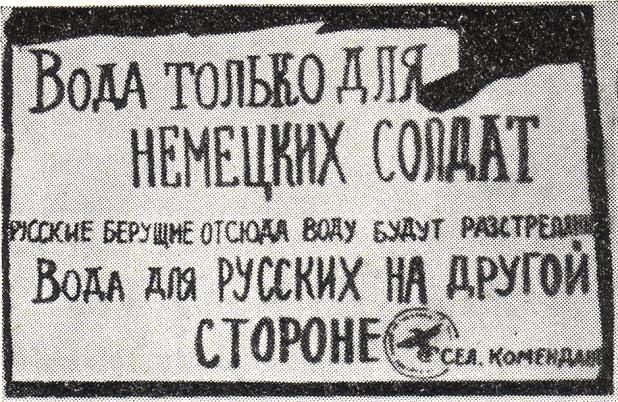 Вода только для
немецких солдат
Русские берущие отсюда воду будут разстреляны
Вода для русских на другой
стороне
сел. комендант